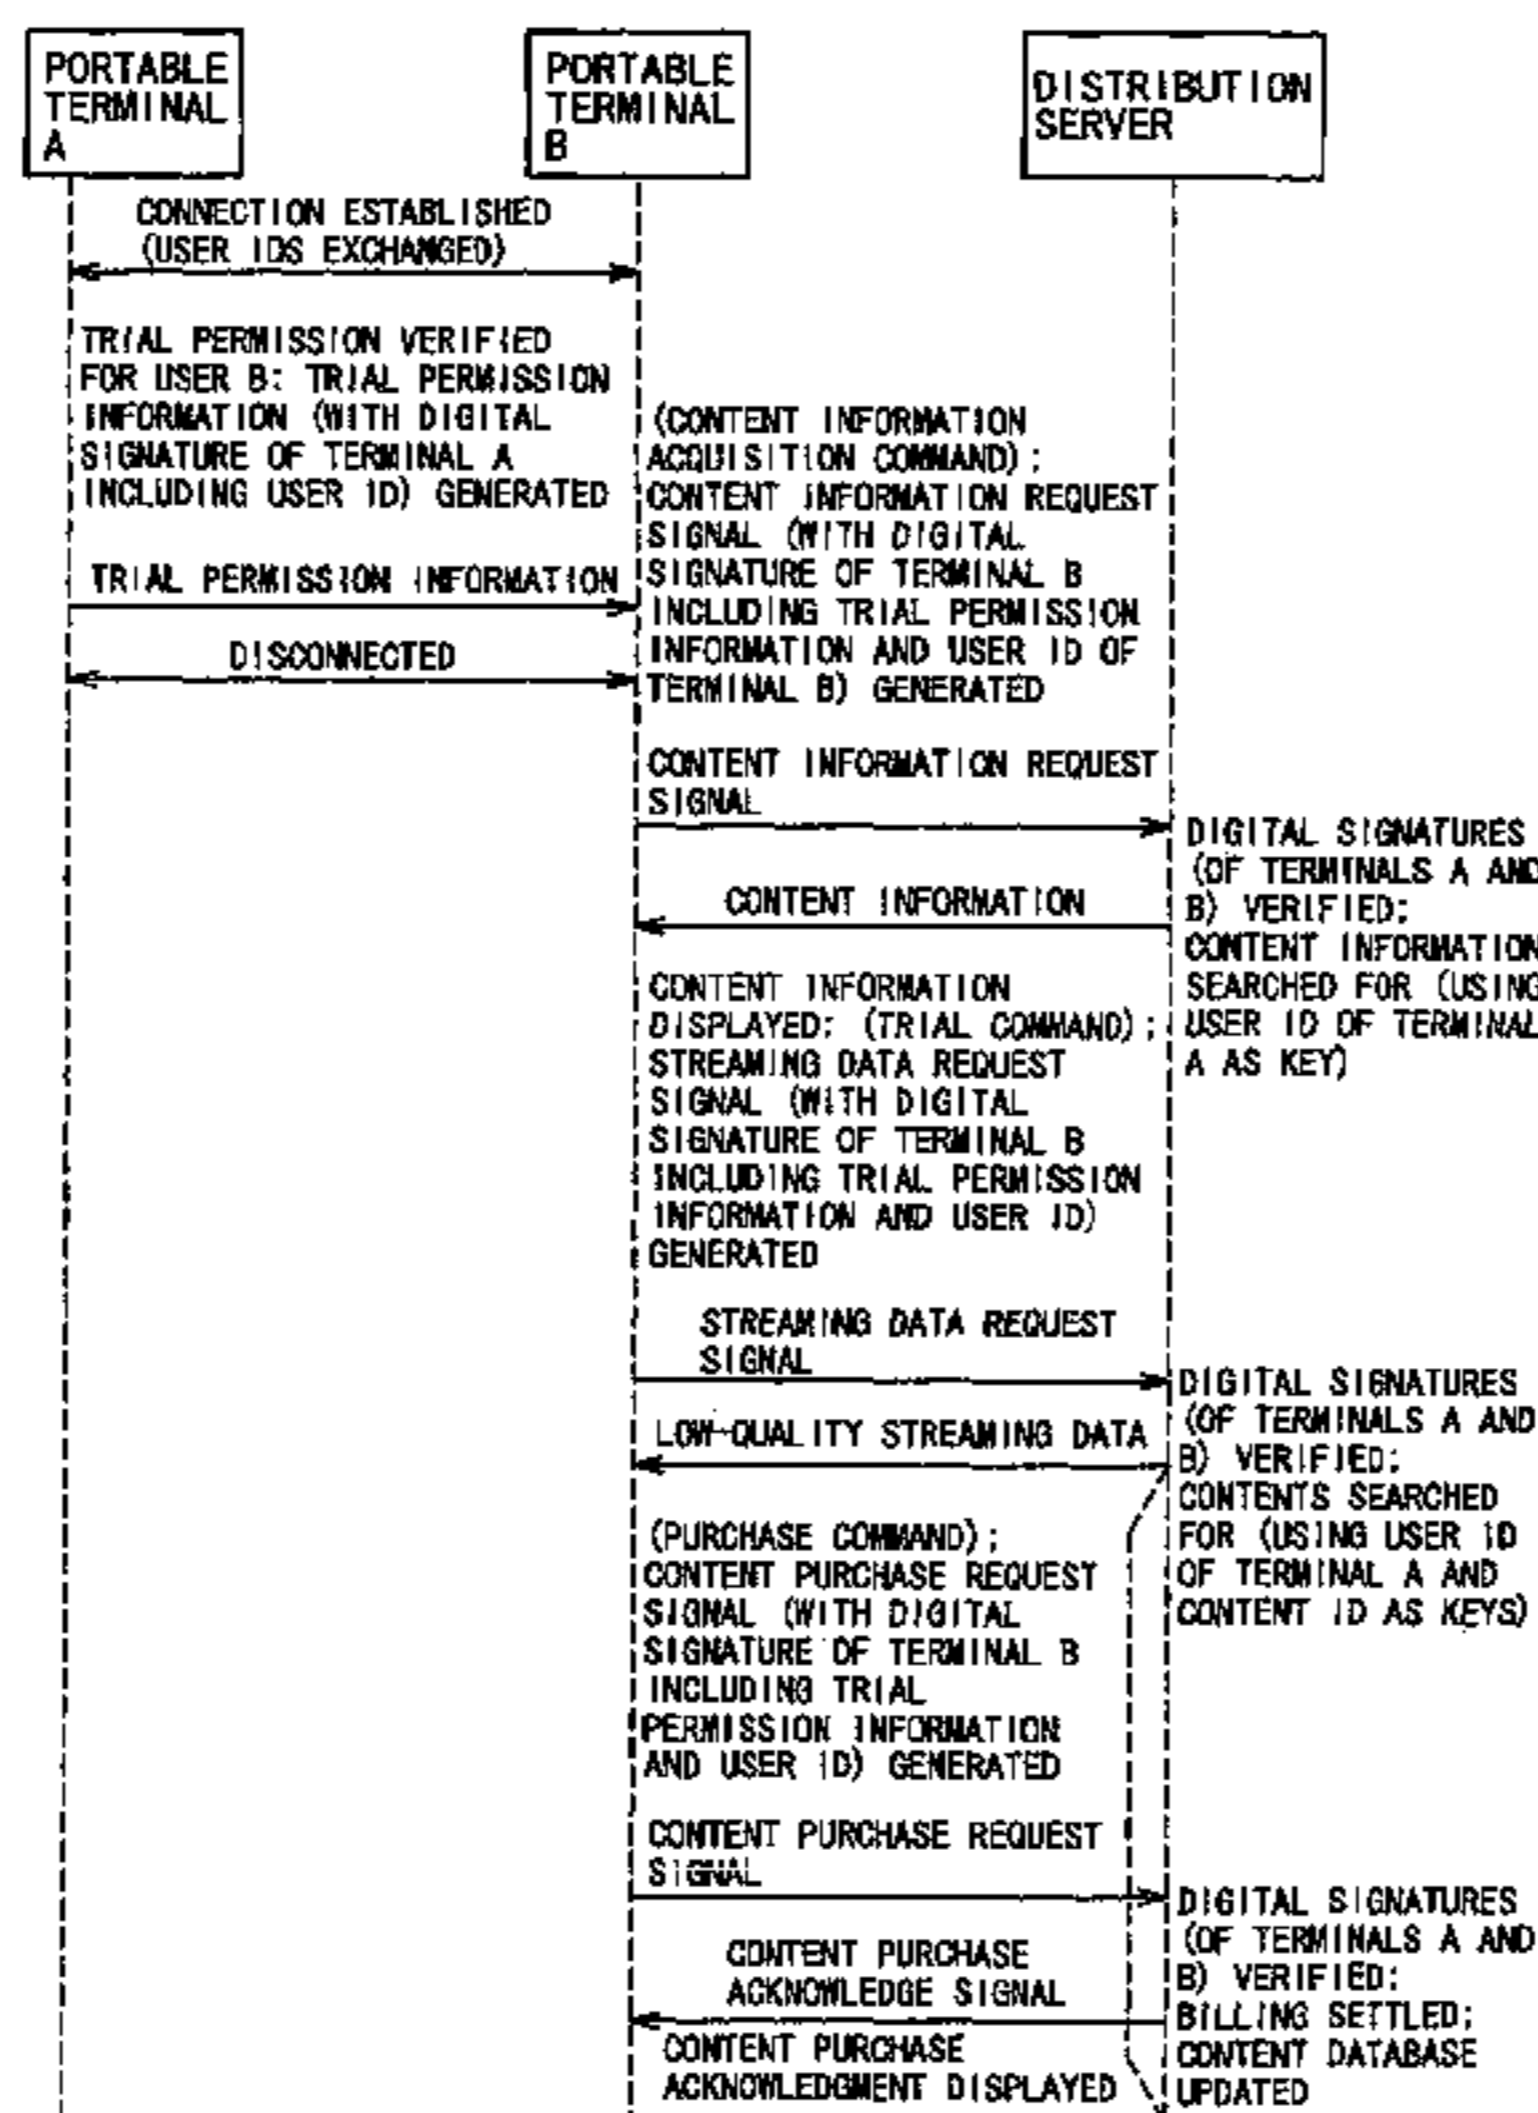 PORTABLE
TERMINAL
A
PORTABLE
TERMINAL
B
DISTRIBUTION
SERVER
CONNECTION ESTABLISHED
(USER IDS EXCHANGED)
TRIAL PERMISSION VERIFIED
FOR USER B: TRIAL PERMISSION
INFORMATION (WITH DIGITAL
SIGNATURE OF TERMINAL A
INCLUDING USER ID) GENERATED
TRIAL PERMISSION INFORMATION
DISCONNECTED
(CONTENT INFORMATION
ACQUISITION COMMAND);
CONTENT INFORMATION REQUEST
SIGNAL (WITH DIGITAL
SIGNATURE OF TERMINAL B
INCLUDING TRIAL PERMISSION
INFORMATION AND USER ID OF
TERMINAL B) GENERATED
CONTENT INFORMATION REQUEST
SIGNAL
DIGITAL SIGNATURES
(OF TERMINALS A AND
B) VERIFIED;
CONTENT INFORMATION
SEARCHED FOR (USING
USER ID OF TERMINAL
A AS KEY)
CONTENT INFORMATION
CONTENT INFORMATION
DISPLAYED; (TRIAL COMMAND);
STREAMING DATA REQUEST
SIGNAL (WITH DIGITAL
SIGNATURE OF TERMINAL B
INCLUDING TRIAL PERMISSION
INFORMATION AND USER ID)
GENERATED
STREAMING DATA REQUEST
SIGNAL
DIGITAL SIGNATURES
(OF TERMINALS A AND
B) VERIFIED;
CONTENTS SEARCHED
FOR (USING USER ID
OF TERMINAL A AND
CONTENT ID AS KEYS)
LOW-QUALITY STREAMING DATA
(PURCHASE COMMAND);
CONTENT PURCHASE REQUEST
SIGNAL (WITH DIGITAL
SIGNATURE OF TERMINAL B
INCLUDING TRIAL
PERMISSION INFORMATION
AND USER ID) GENERATED
CONTENT PURCHASE REQUEST
SIGNAL
DIGITAL SIGNATURES
(OF TERMINALS A AND
B) VERIFIED;
BILLING SETTLED;
CONTENT DATABASE
UPDATED
CONTENT PURCHASE
ACKNOWLEDGE SIGNAL
CONTENT PURCHASE
ACKNOWLEDGMENT DISPLAYED